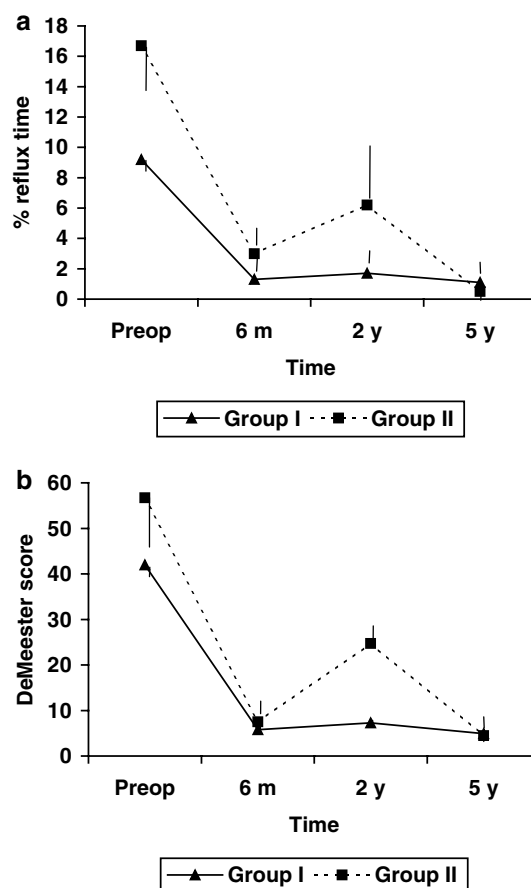 a
% reflux time
18
16
14
12
10
8
6
4
2
0
Preop 6 m 2 y 5 y
Time
Group I Group II
b
DeMeester score
60
50
40
30
20
10
0
Preop 6 m 2 y 5 y
Time
Group I Group II